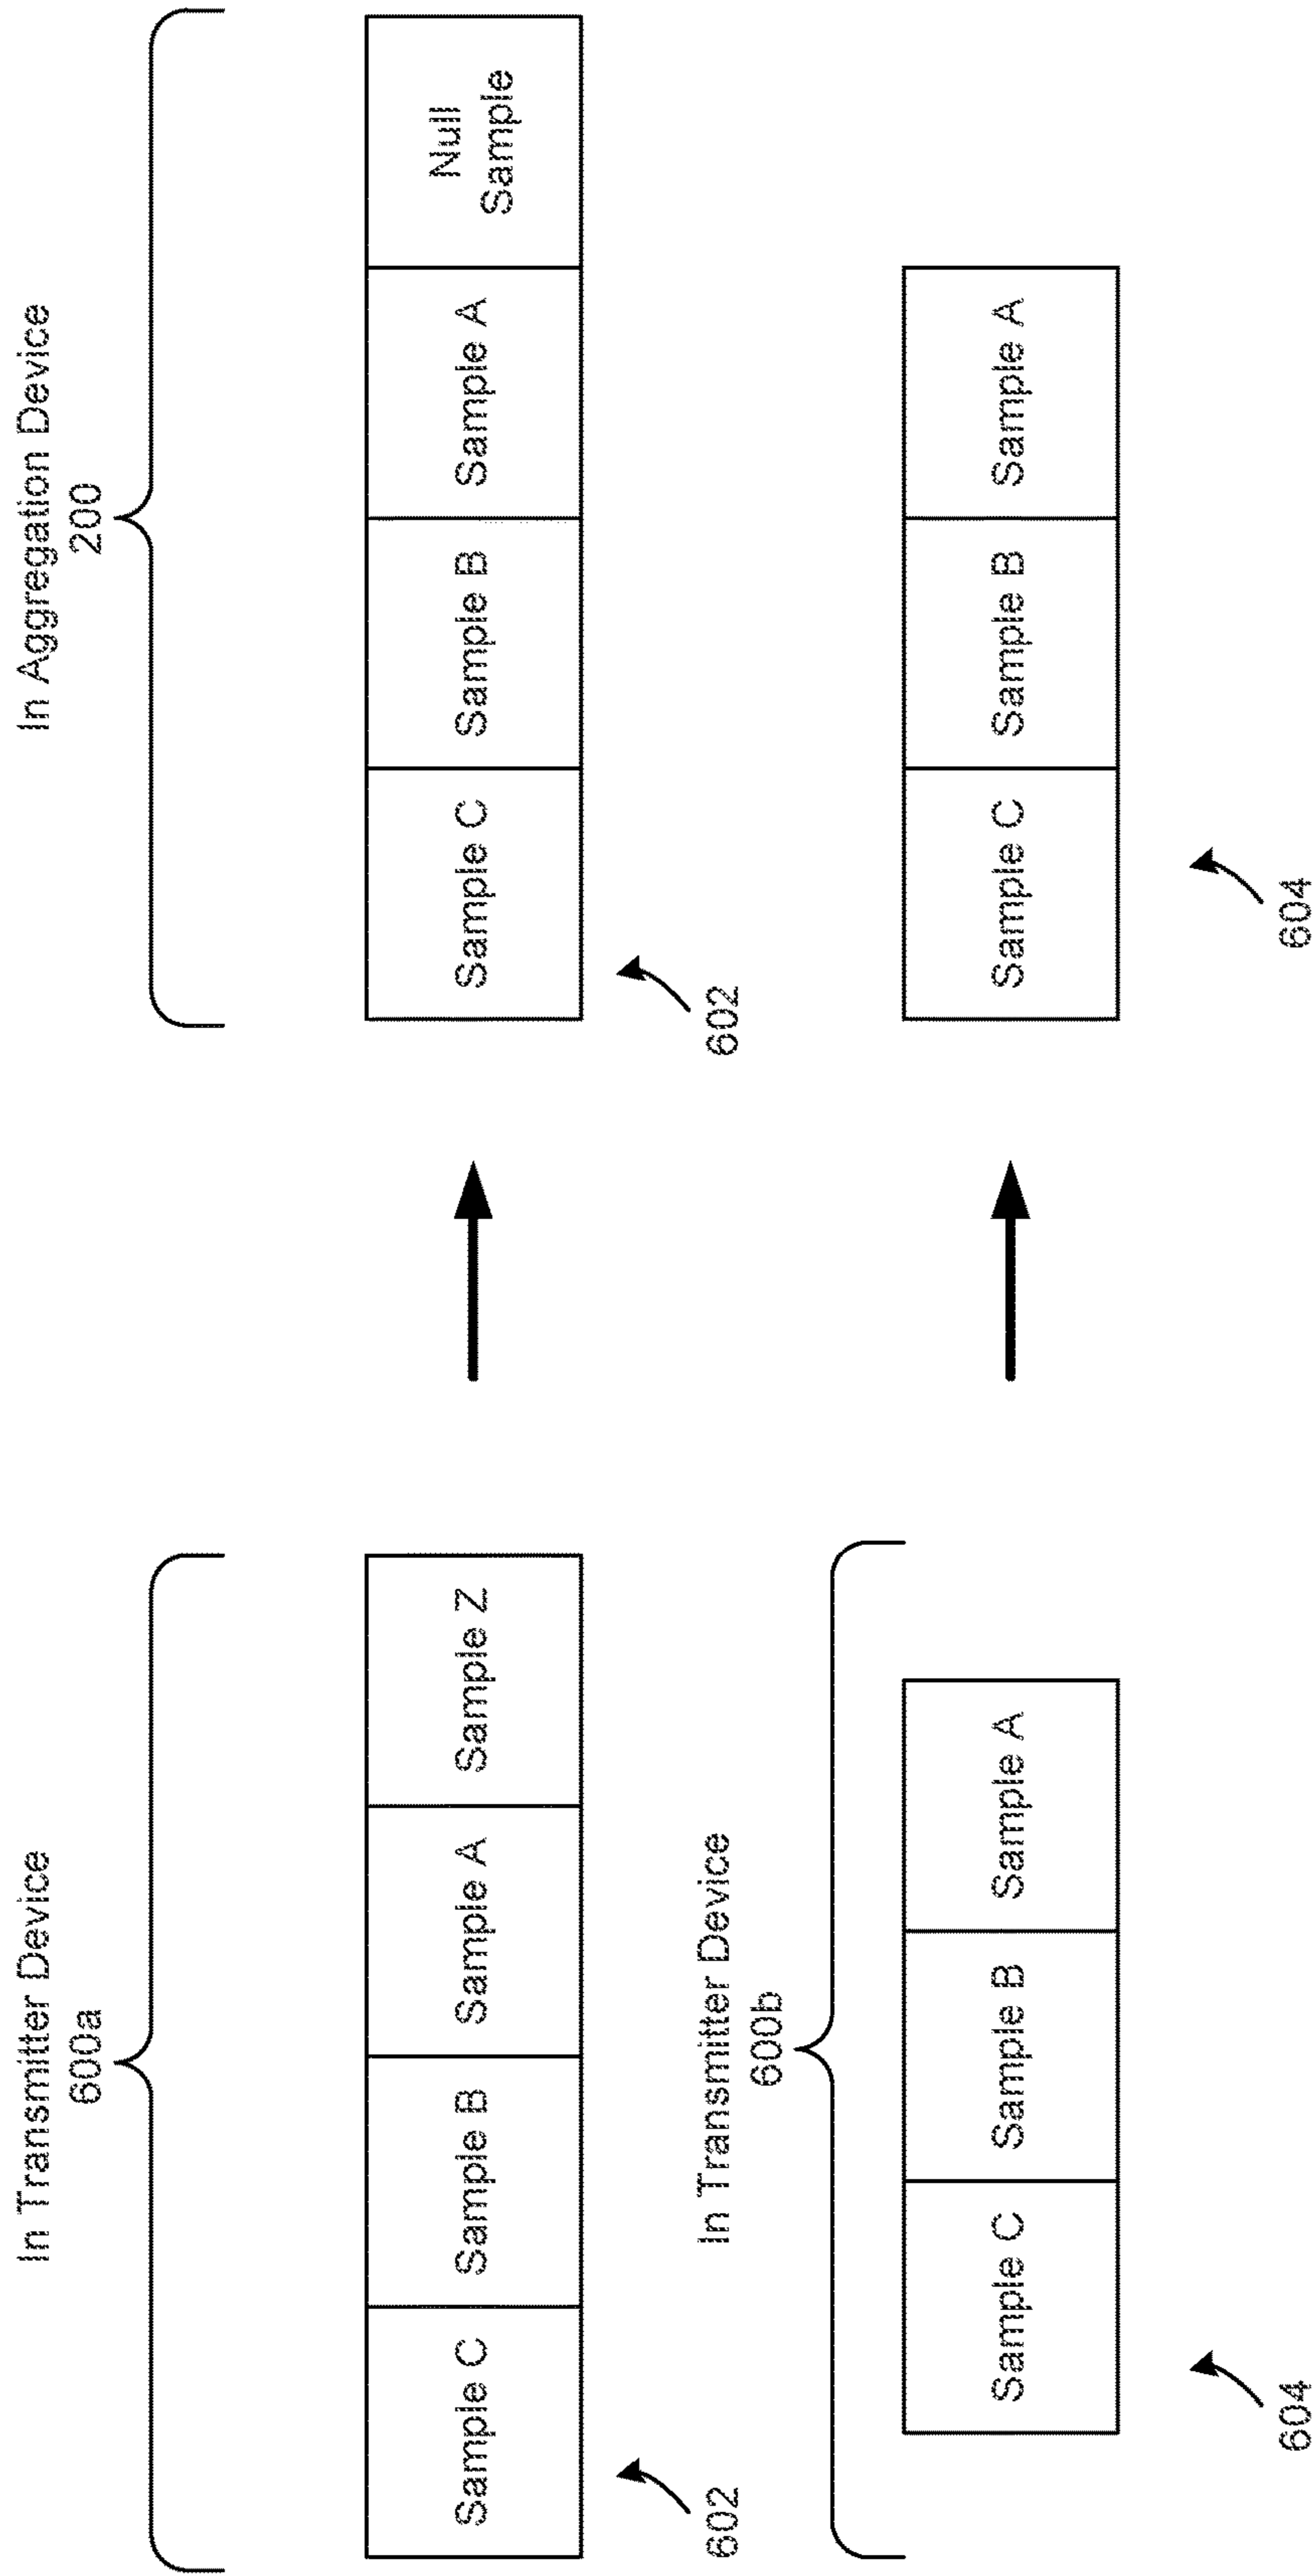 In Transmitter Device
600a
Sample C
Sample B
Sample A
Sample Z
602
In Transmitter Device
600b
Sample C
Sample B
Sample A
604
In Aggregation Device
200
Sample C
Sample B
Sample A
Null
Sample
602
Sample C
Sample B
Sample A
604